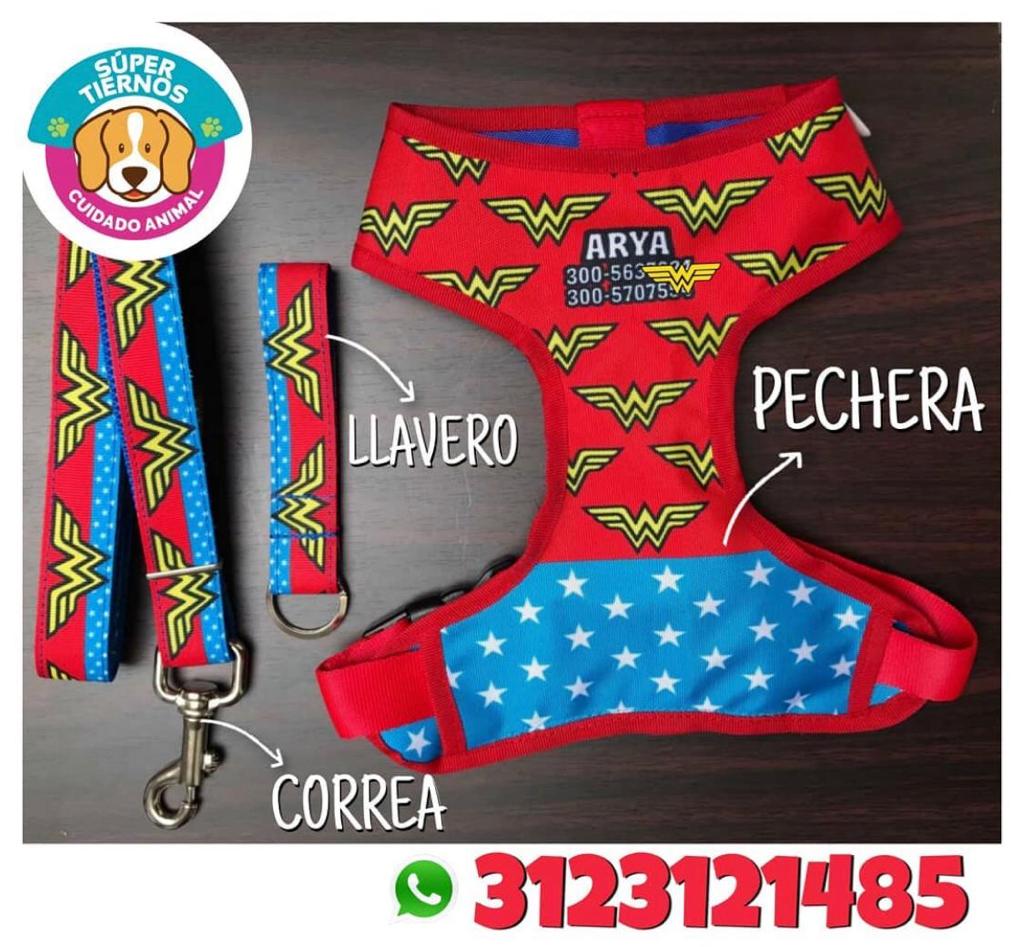 SÚPER
TIERNOS
CUIDADO ANIMAL
ARYA
LLAVERO
PECHERA
CORREA
3123121485